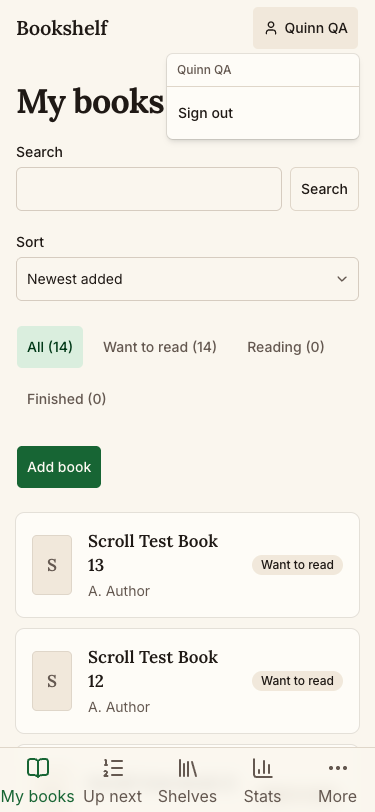 Bookshelf
Quinn QA
Quinn QA
Sign out
My books
Search
Search
Sort
Newest added
All (14)
Want to read (14)
Reading (0)
Finished (0)
Add book
S
Scroll Test Book
13
A. Author
Want to read
S
Scroll Test Book
12
A. Author
Want to read
My books
Up next
Shelves
Stats
More